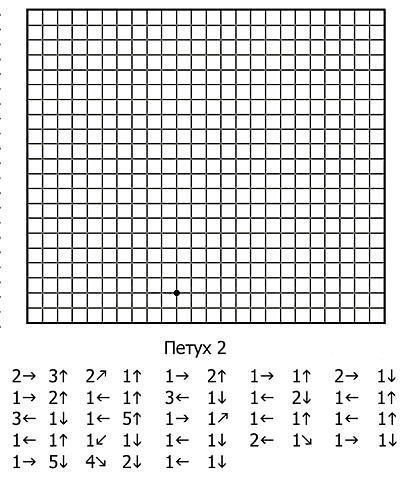 Петух 2
2→ 3↑ 2↗ 1↑ 1→ 2↑ 1→ 1↑ 2→ 1↓
1→ 2↑ 1← 1↑ 3← 1↓ 1← 2↓ 1← 1↑
3← 1↓ 1← 5↑ 1→ 1↗ 1← 1↑ 1← 1↑
1← 1↑ 1↙ 1↓ 1← 1↓ 2← 1↘ 1→ 1↓
1→ 5↓ 4↘ 2↓ 1← 1↓